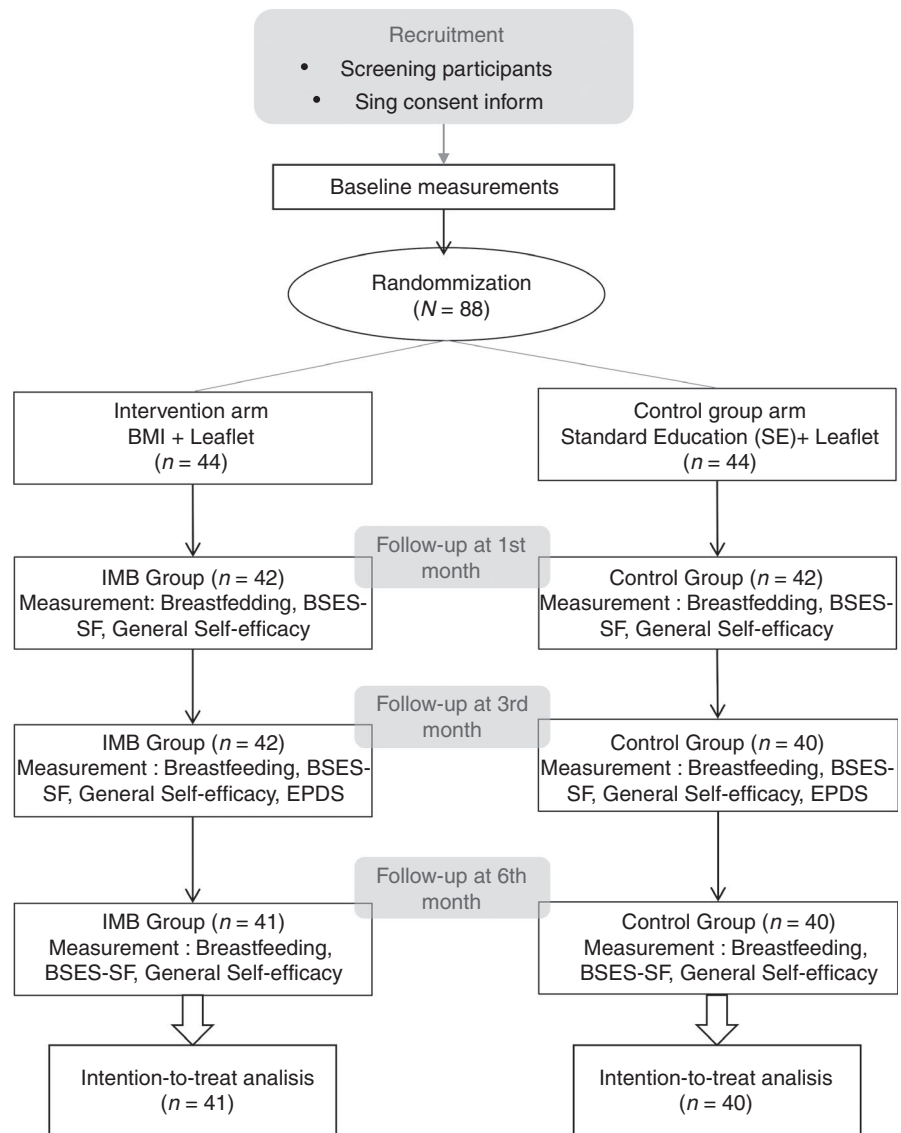 Recruitment
• Screening participants
• Sing consent inform
Baseline measurements
Randommization
(N = 88)
Intervention arm
BMI + Leaflet
(n = 44)
Control group arm
Standard Education (SE)+ Leaflet
(n = 44)
Follow-up at 1st
month
IMB Group (n = 42)
Measurement: Breastfedding, BSES-
SF, General Self-efficacy
Control Group (n = 42)
Measurement : Breastfedding, BSES-
SF, General Self-efficacy
Follow-up at 3rd
month
IMB Group (n = 42)
Measurement : Breastfeeding, BSES-
SF, General Self-efficacy, EPDS
Control Group (n = 40)
Measurement : Breastfeeding, BSES-
SF, General Self-efficacy, EPDS
Follow-up at 6th
month
IMB Group (n = 41)
Measurement : Breastfeeding,
BSES-SF, General Self-efficacy
Control Group (n = 40)
Measurement : Breastfeeding,
BSES-SF, General Self-efficacy
Intention-to-treat analisis
(n = 41)
Intention-to-treat analisis
(n = 40)